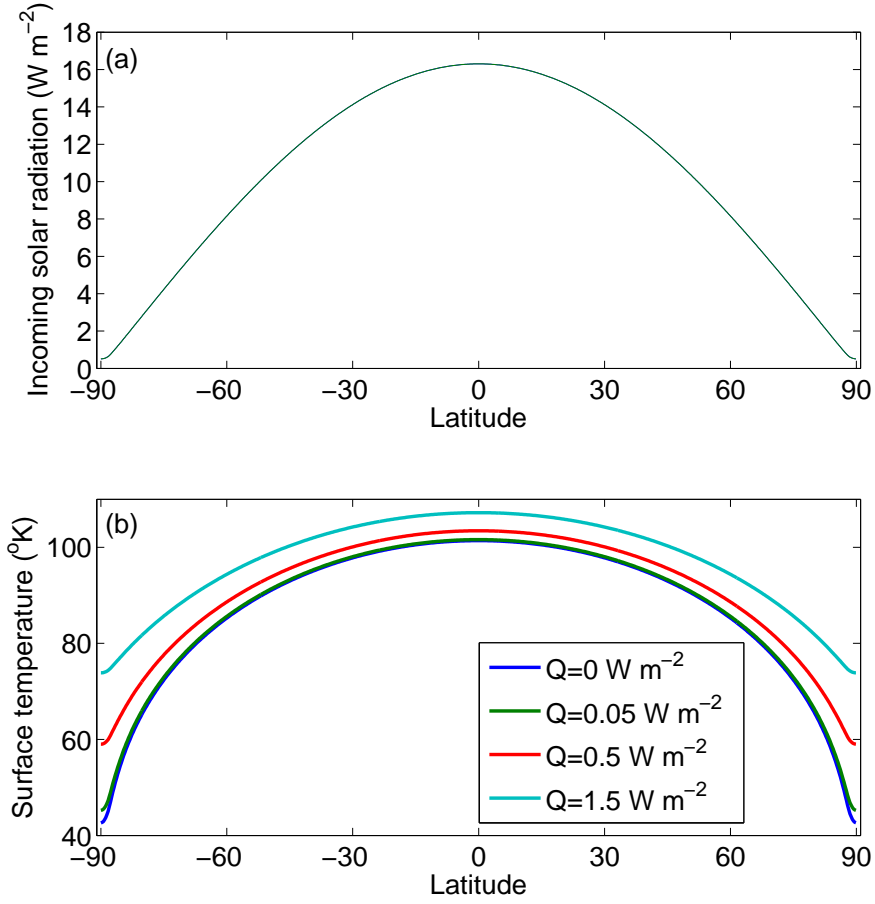 (a)
Incoming solar radiation (W m⁻²)
18
16
14
12
10
8
6
4
2
0
−90 −60 −30 0 30 60 90
Latitude
(b)
Surface temperature (ºK)
100
80
60
40
Q=0 W m⁻²
Q=0.05 W m⁻²
Q=0.5 W m⁻²
Q=1.5 W m⁻²
−90 −60 −30 0 30 60 90
Latitude